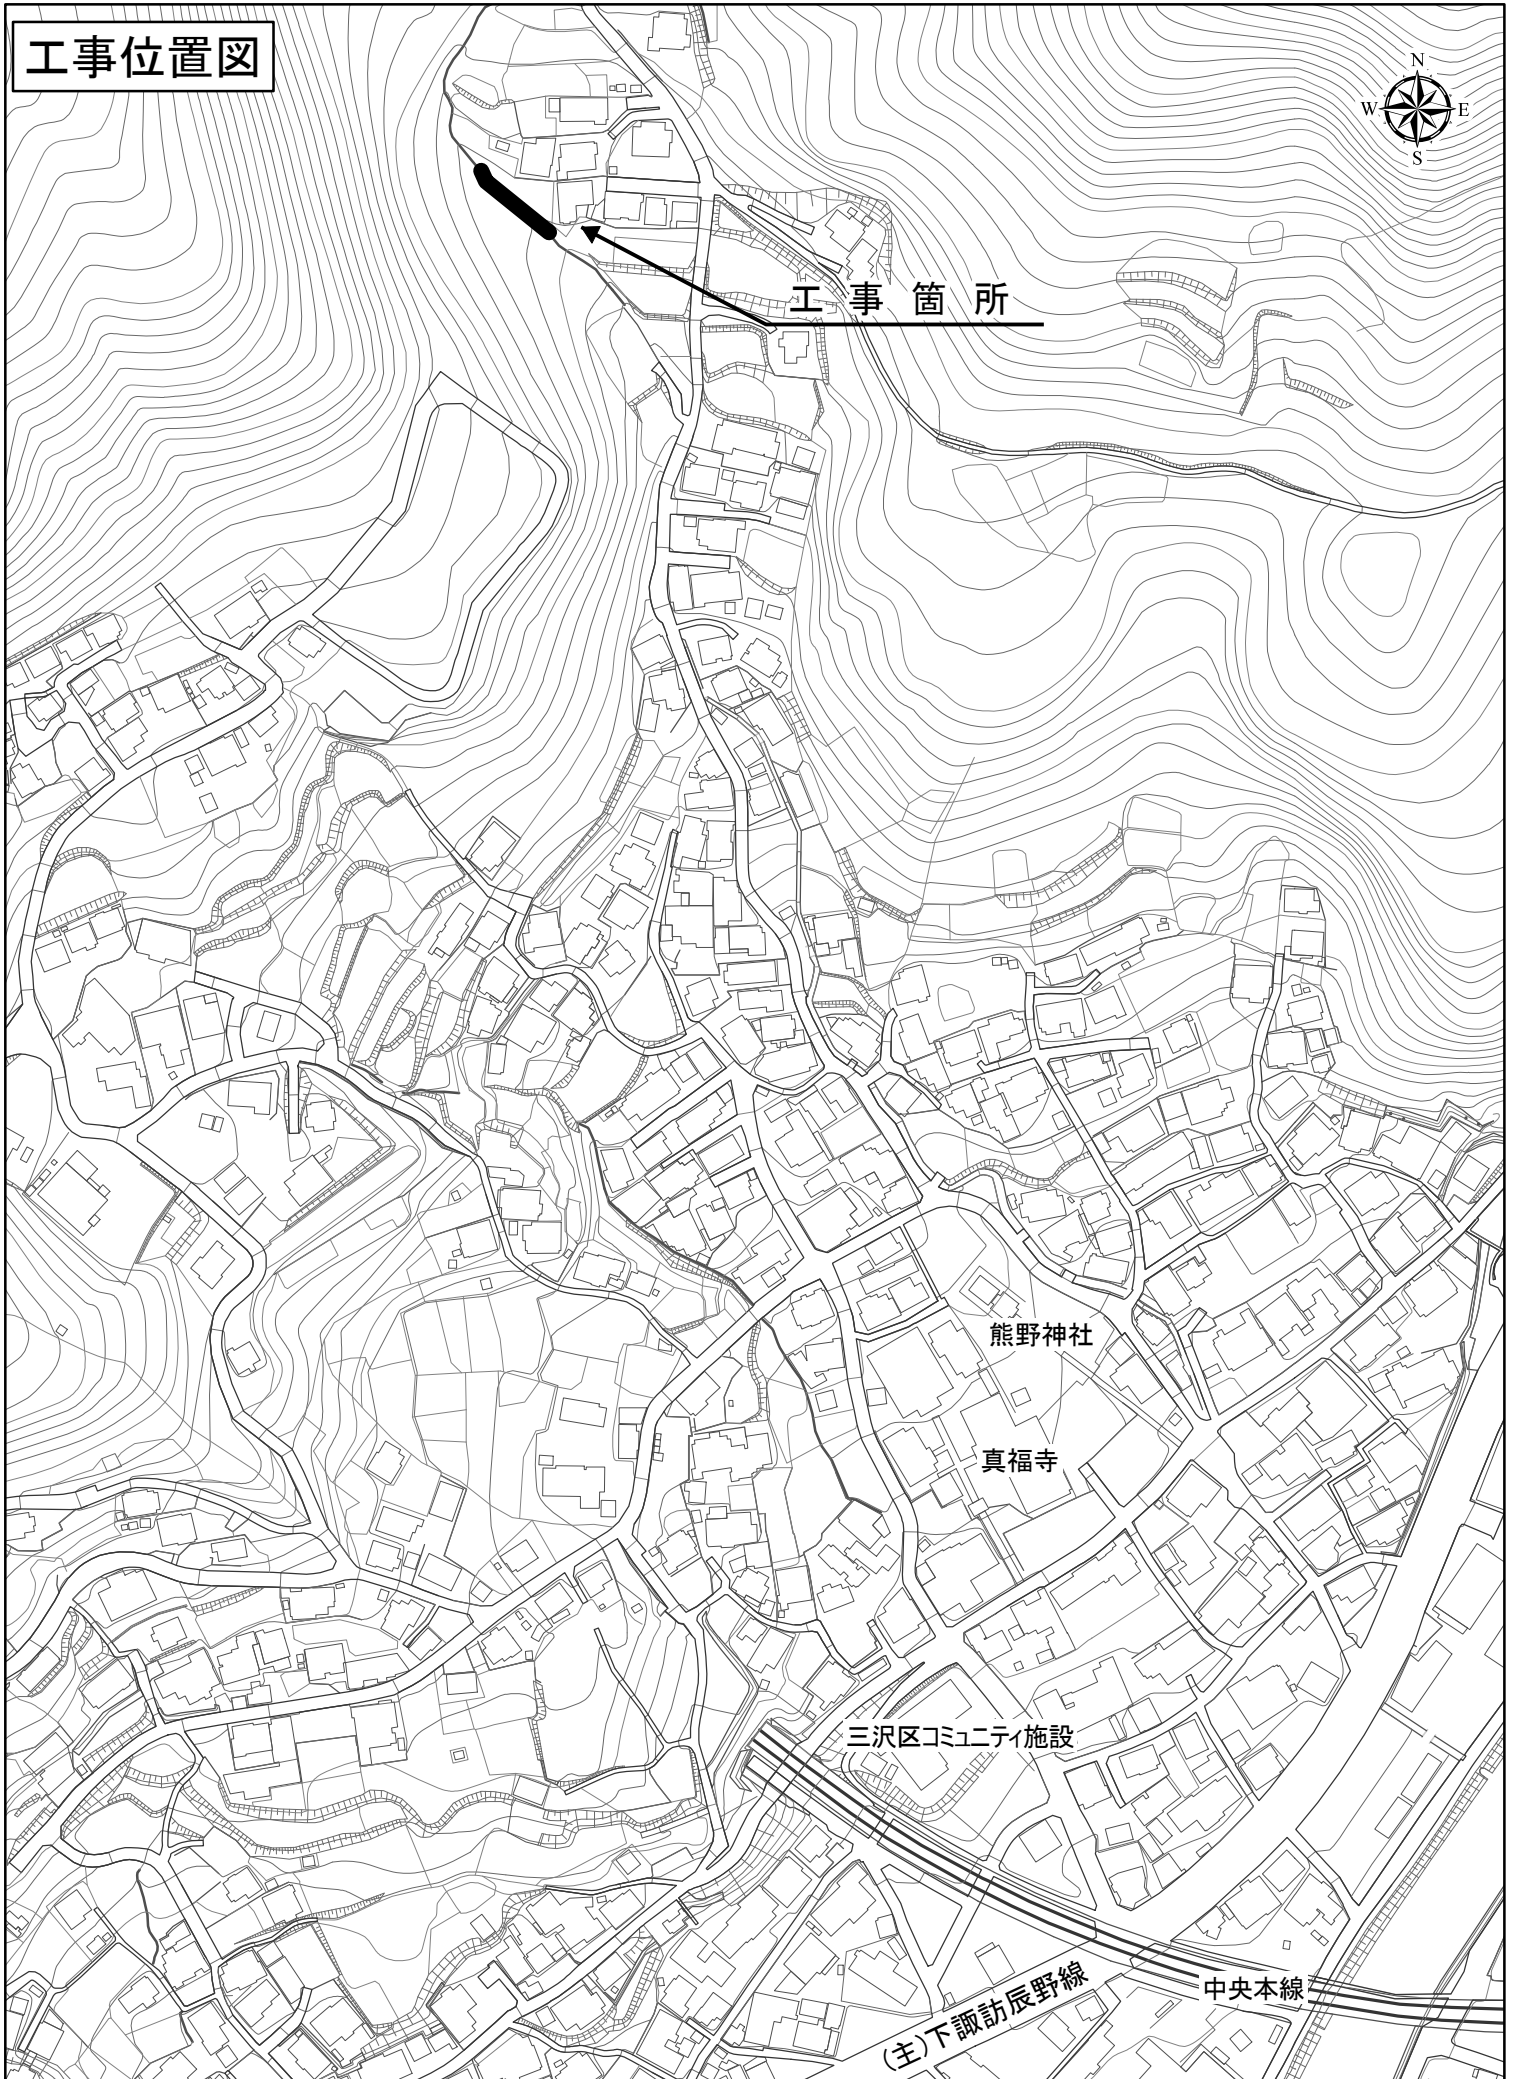 工事位置図
N
W
E
S
工事箇所
熊野神社
真福寺
三沢区コミュニティ施設
中央本線
(主)下諏訪辰野線